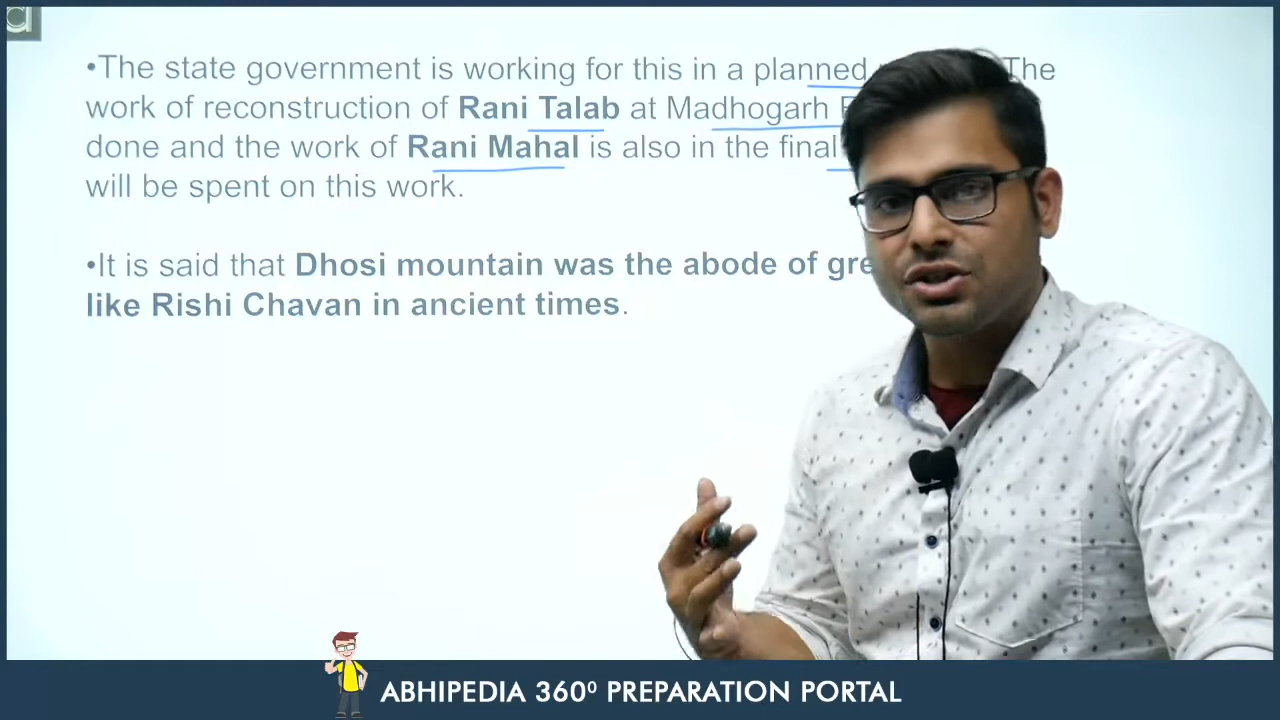 a
•The state government is working for this in a planned The
work of reconstruction of Rani Talab at Madhogarh
done and the work of Rani Mahal is also in the final
will be spent on this work.
•It is said that Dhosi mountain was the abode of
like Rishi Chavan in ancient times.
ABHIPEDIA 360⁰ PREPARATION PORTAL